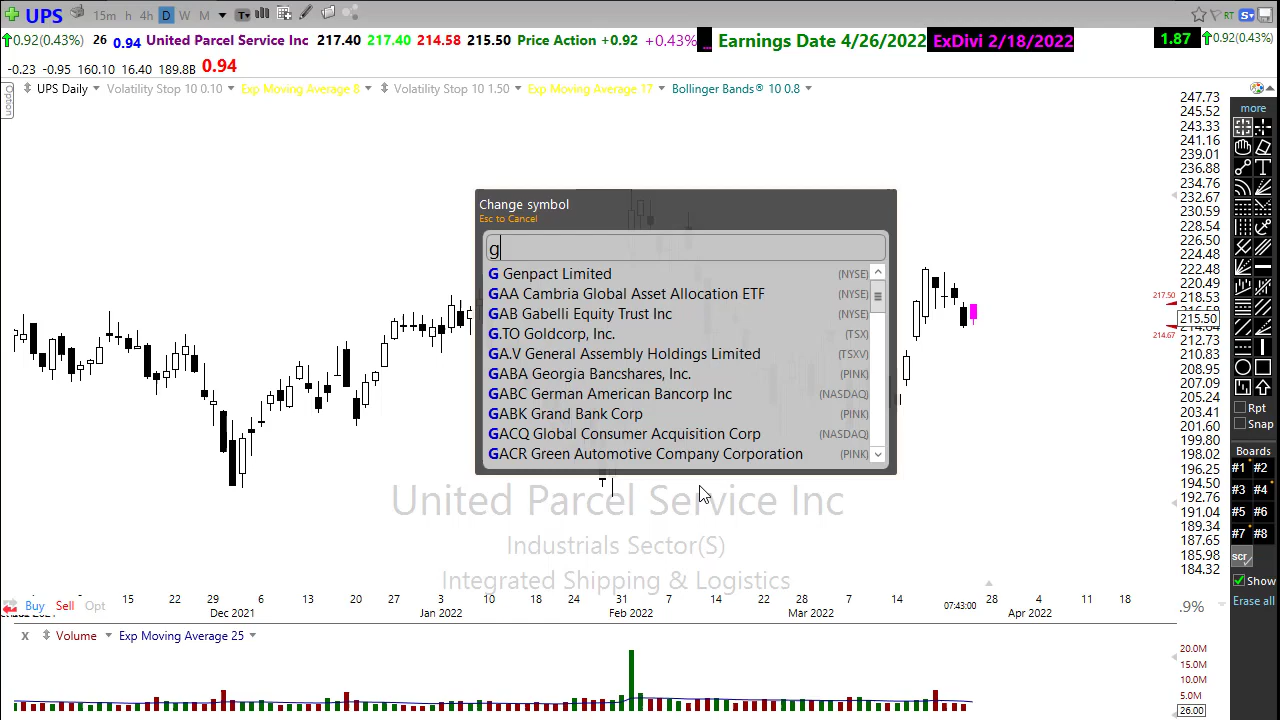 UPS 15m h 4h D W M T RT S
0.92(0.43%) 26 0.94 United Parcel Service Inc 217.40 217.40 214.58 215.50 Price Action +0.92 +0.43% ... Earnings Date 4/26/2022 ExDivi 2/18/2022 1.87 0.92(0.43%)
-0.23 -0.95 160.10 16.40 189.8B 0.94
Option
UPS Daily Volatility Stop 10 0.10 Exp Moving Average 8 Volatility Stop 10 1.50 Exp Moving Average 17 Bollinger Bands® 10 0.8
247.73
245.52
243.33
241.16
239.01
236.88
234.76
232.67
230.59
228.54
226.50
224.48
222.48
220.49
218.53
217.50
215.50
214.64
214.67
212.73
210.83
208.95
207.09
205.24
203.41
201.60
199.80
198.02
196.25
194.50
192.76
191.04
189.34
187.65
185.98
184.32
more
T
Rpt
Snap
Boards
#1 #2
#3 #4
#5 #6
#7 #8
scr
Show
Erase all
Change symbol
Esc to Cancel
g
G Genpact Limited (NYSE)
GAA Cambria Global Asset Allocation ETF (NYSE)
GAB Gabelli Equity Trust Inc (NYSE)
G.TO Goldcorp, Inc. (TSX)
GA.V General Assembly Holdings Limited (TSXV)
GABA Georgia Bancshares, Inc. (PINK)
GABC German American Bancorp Inc (NASDAQ)
GABK Grand Bank Corp (PINK)
GACQ Global Consumer Acquisition Corp (NASDAQ)
GACR Green Automotive Company Corporation (PINK)
United Parcel Service Inc
Industrials Sector(S)
Integrated Shipping & Logistics
15 22 29 6 13 20 27 3 10 18 24 31 7 14 22 28 7 14 28 4 11 18
Buy Sell Opt Dec 2021 Jan 2022 Feb 2022 Mar 2022 07:43:00 Apr 2022 .9%
x Volume Exp Moving Average 25
20.0M
15.0M
10.0M
5.0M
26.00